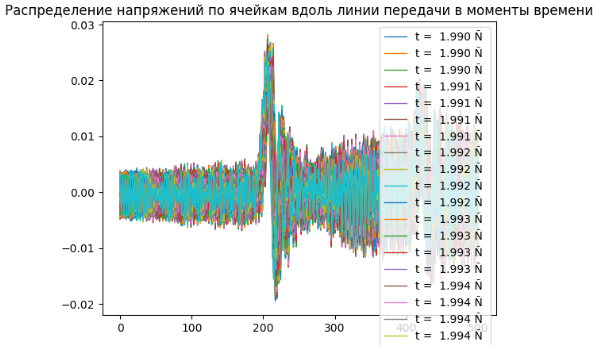 Распределение напряжений по ячейкам вдоль линии передачи в моменты времени
0.03
0.02
0.01
0.00
−0.01
−0.02
0
100
200
300
400
500
t = 1.990 Ñ
t = 1.990 Ñ
t = 1.990 Ñ
t = 1.991 Ñ
t = 1.991 Ñ
t = 1.991 Ñ
t = 1.991 Ñ
t = 1.992 Ñ
t = 1.992 Ñ
t = 1.992 Ñ
t = 1.992 Ñ
t = 1.993 Ñ
t = 1.993 Ñ
t = 1.993 Ñ
t = 1.993 Ñ
t = 1.994 Ñ
t = 1.994 Ñ
t = 1.994 Ñ
t = 1.994 Ñ